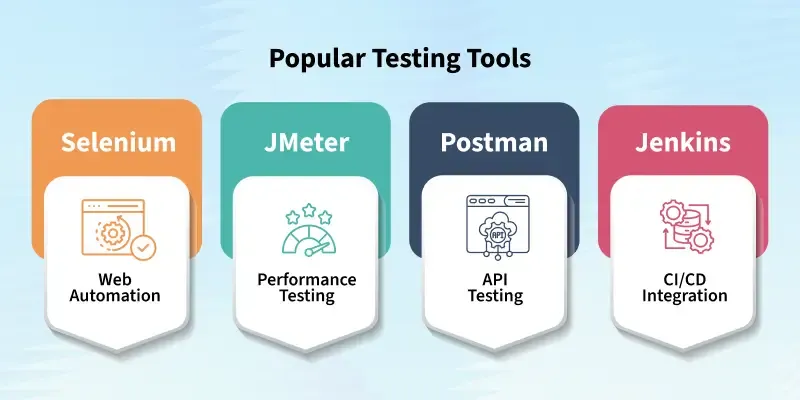 Popular Testing Tools
Selenium
Web
Automation
JMeter
Performance
Testing
Postman
API
API
Testing
Jenkins
CI/CD
Integration